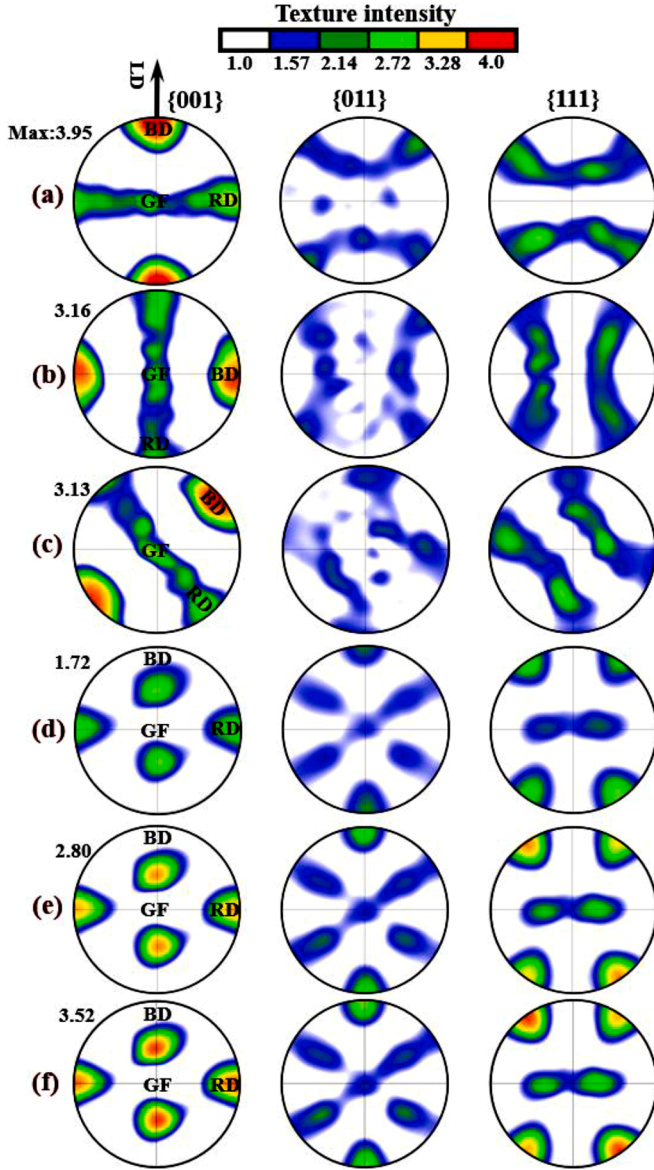 Texture intensity
1.0 1.57 2.14 2.72 3.28 4.0
LD
{001} {011} {111}
Max:3.95
BD
(a) GF RD
3.16
(b) GF BD
RD
3.13
BD
(c) GF
RD
1.72 BD
(d) GF RD
2.80 BD
(e) GF RD
3.52 BD
(f) GF RD